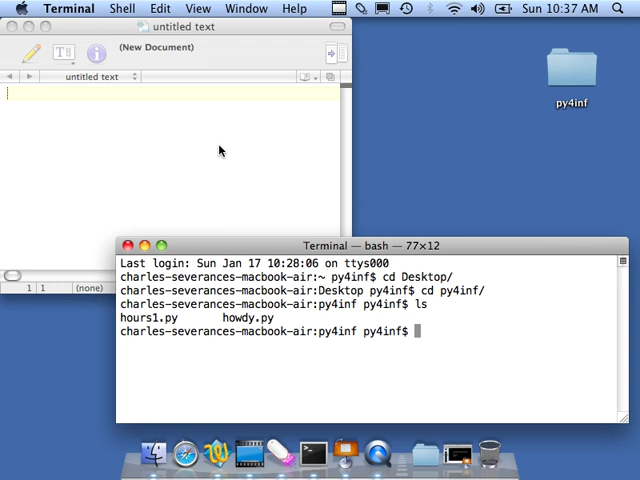 Terminal Shell Edit View Window Help Sun 10:37 AM
untitled text
(New Document)
untitled text
py4inf
1 1 (none)
Terminal — bash — 77×12
Last login: Sun Jan 17 10:28:06 on ttys000
charles-severances-macbook-air:~ py4inf$ cd Desktop/
charles-severances-macbook-air:Desktop py4inf$ cd py4inf/
charles-severances-macbook-air:py4inf py4inf$ ls
hours1.py howdy.py
charles-severances-macbook-air:py4inf py4inf$